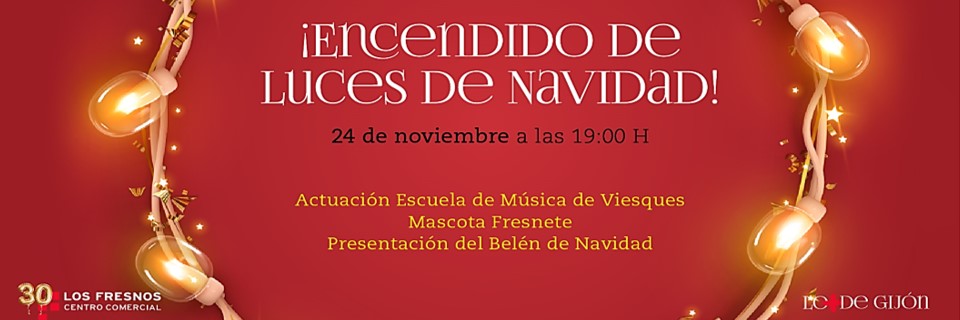 ¡Encendido de
luces de Navidad!
24 de noviembre a las 19:00 H
Actuación Escuela de Música de Viesques
Mascota Fresnete
Presentación del Belén de Navidad
30 LOS FRESNOS
CENTRO COMERCIAL
DE GIJÓN